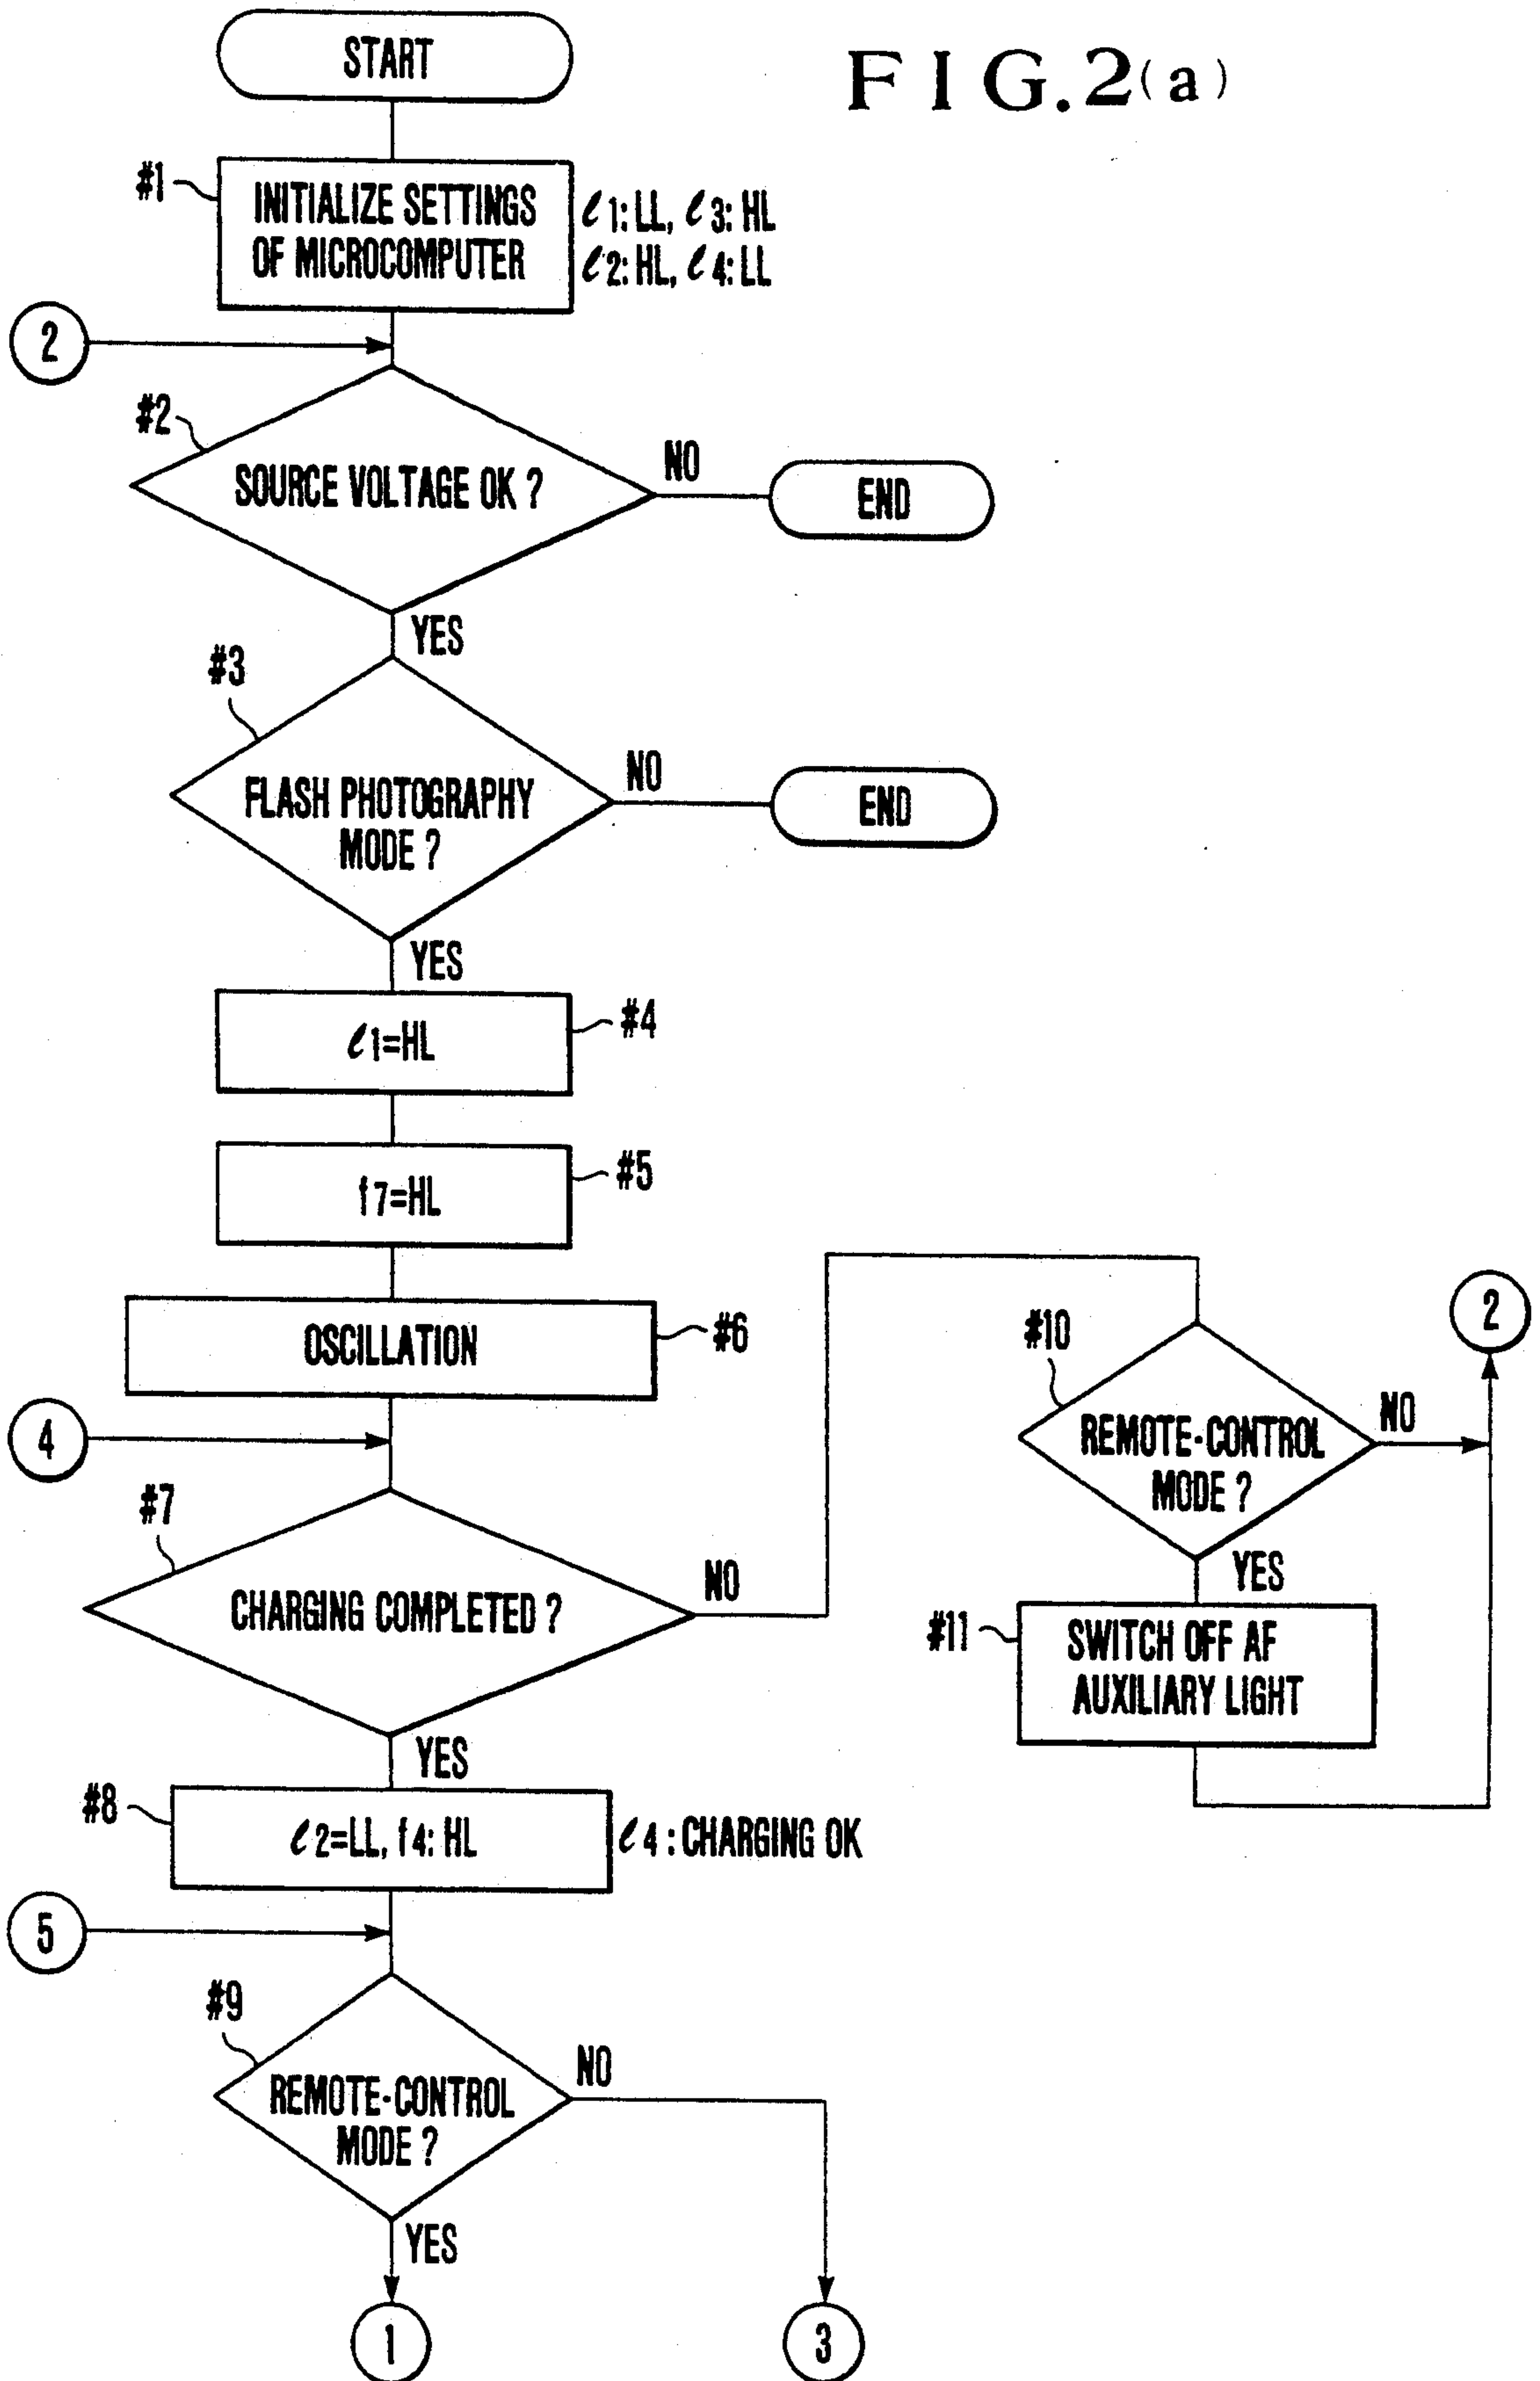 START
FIG.2(a)
#1
INITIALIZE SETTINGS
OF MICROCOMPUTER
ℓ1: LL, ℓ3: HL
ℓ2: HL, ℓ4: LL
2
#2
SOURCE VOLTAGE OK ?
NO
END
YES
#3
FLASH PHOTOGRAPHY
MODE ?
NO
END
YES
ℓ1=HL
#4
f7=HL
#5
OSCILLATION
#6
4
#7
CHARGING COMPLETED ?
NO
#10
REMOTE-CONTROL
MODE ?
NO
2
YES
#11
SWITCH OFF AF
AUXILIARY LIGHT
YES
#8
ℓ2=LL, f4: HL
ℓ4 : CHARGING OK
5
#9
REMOTE-CONTROL
MODE ?
NO
YES
1
3